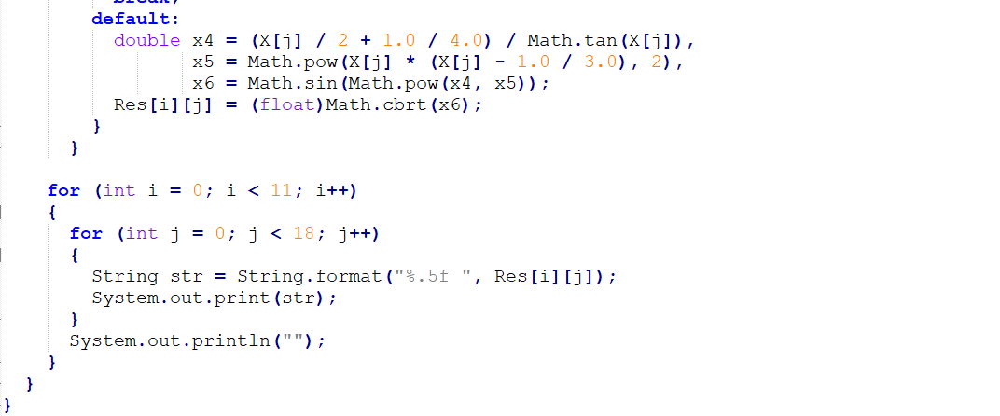 default:
double x4 = (X[j] / 2 + 1.0 / 4.0) / Math.tan(X[j]),
x5 = Math.pow(X[j] * (X[j] - 1.0 / 3.0), 2),
x6 = Math.sin(Math.pow(x4, x5));
Res[i][j] = (float)Math.cbrt(x6);
}
}
for (int i = 0; i < 11; i++)
{
for (int j = 0; j < 18; j++)
{
String str = String.format("%.5f ", Res[i][j]);
System.out.print(str);
}
System.out.println("");
}
}
}